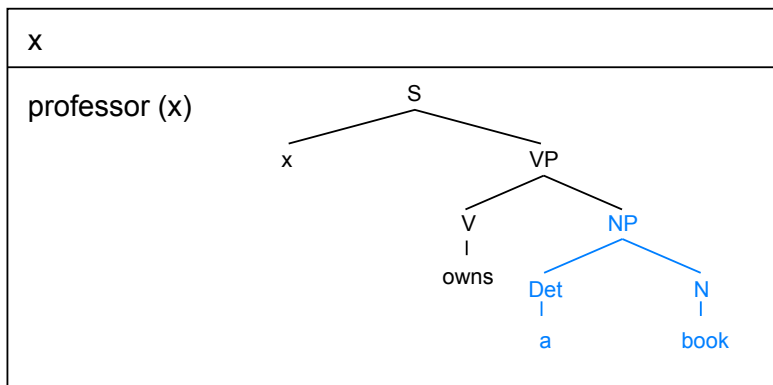 x
professor (x)
S
x VP
V NP
owns
Det N
a book